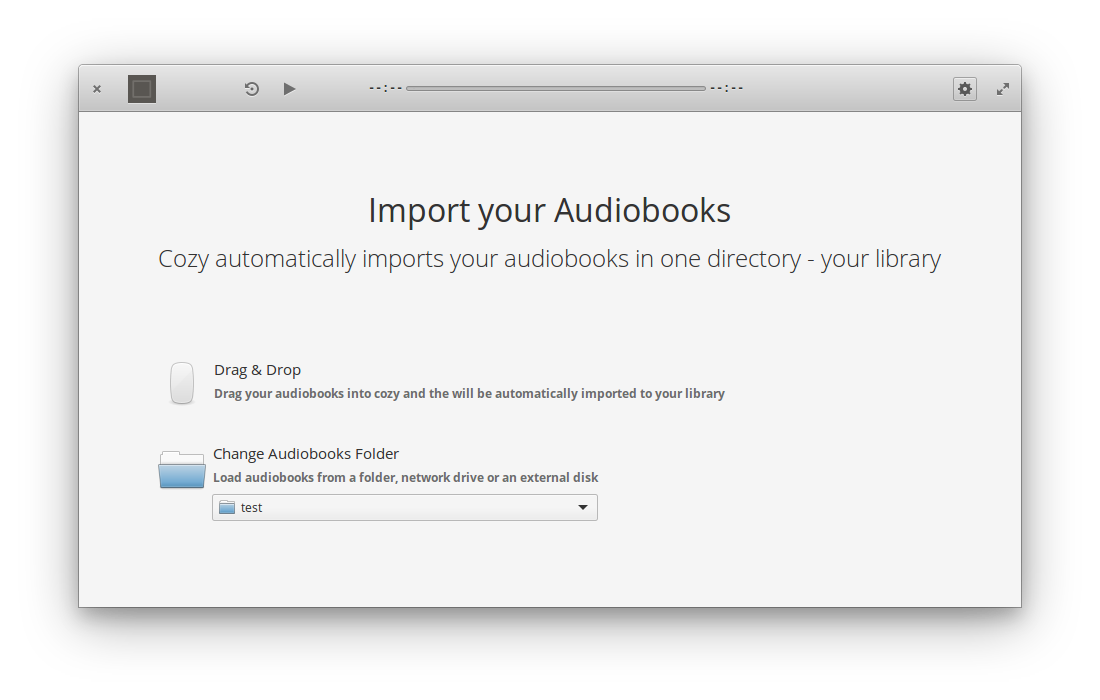 --:-- --:--
Import your Audiobooks
Cozy automatically imports your audiobooks in one directory - your library
Drag & Drop
Drag your audiobooks into cozy and the will be automatically imported to your library
Change Audiobooks Folder
Load audiobooks from a folder, network drive or an external disk
test